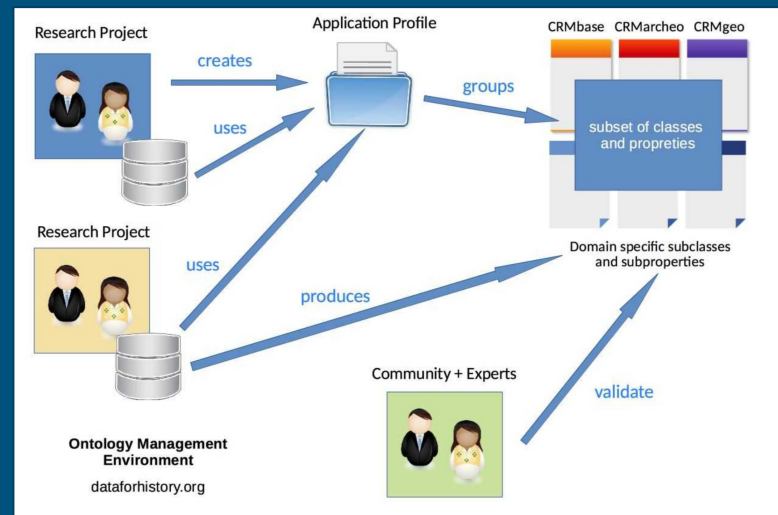 Research Project
Application Profile
CRMbase CRMarcheo CRMgeo
creates
groups
uses
subset of classes
and propreties
Research Project
Domain specific subclasses
and subproperties
uses
produces
Community + Experts
validate
Ontology Management
Environment
dataforhistory.org